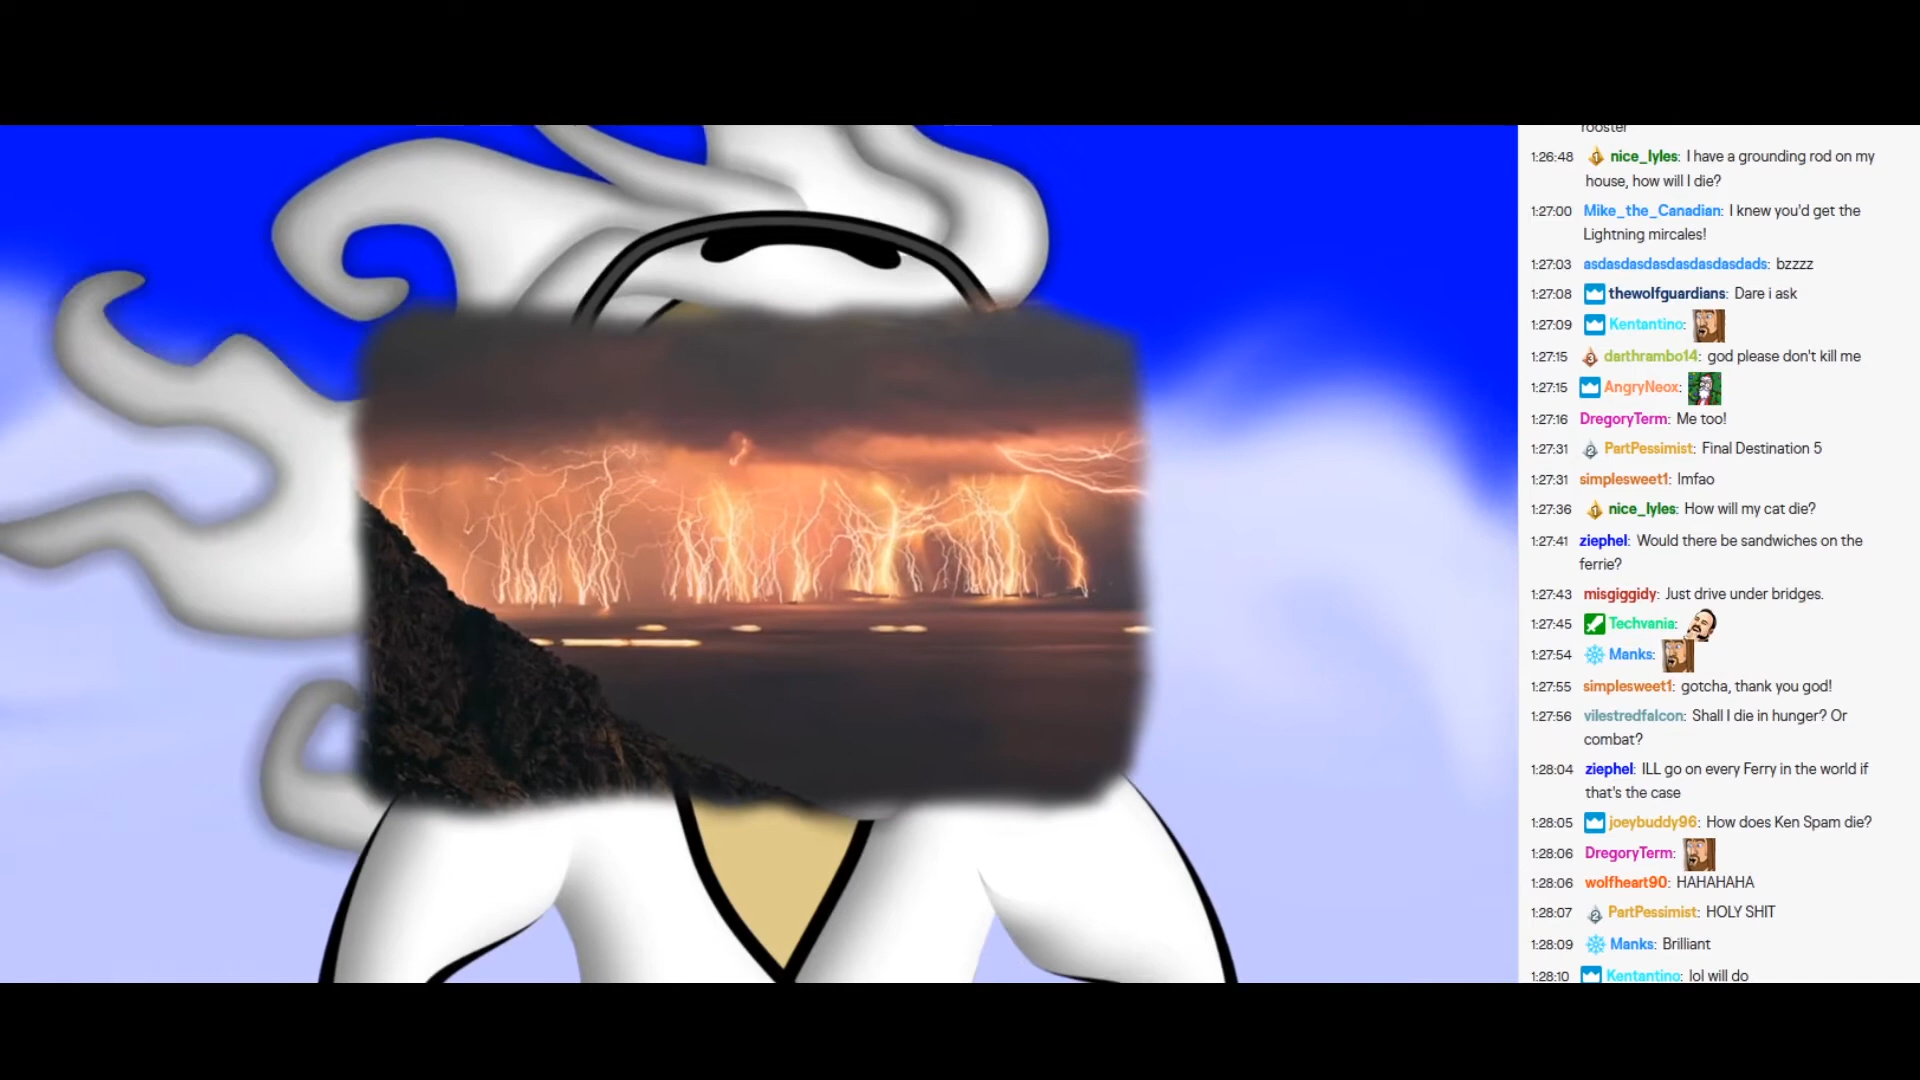 rooster
1:26:48 nice_lyles: I have a grounding rod on my
house, how will I die?
1:27:00 Mike_the_Canadian: I knew you'd get the
Lightning mircales!
1:27:03 asdasdasdasdasdasdasdads: bzzzz
1:27:08 thewolfguardians: Dare i ask
1:27:09 Kentantino:
1:27:15 darthrambo14: god please don't kill me
1:27:15 AngryNeox:
1:27:16 DregoryTerm: Me too!
1:27:31 PartPessimist: Final Destination 5
1:27:31 simplesweet1: lmfao
1:27:36 nice_lyles: How will my cat die?
1:27:41 ziephel: Would there be sandwiches on the
ferrie?
1:27:43 misgiggidy: Just drive under bridges.
1:27:45 Techvania:
1:27:54 Manks:
1:27:55 simplesweet1: gotcha, thank you god!
1:27:56 vilestredfalcon: Shall I die in hunger? Or
combat?
1:28:04 ziephel: ILL go on every Ferry in the world if
that's the case
1:28:05 joeybuddy96: How does Ken Spam die?
1:28:06 DregoryTerm:
1:28:06 wolfheart90: HAHAHAHA
1:28:07 PartPessimist: HOLY SHIT
1:28:09 Manks: Brilliant
1:28:10 Kentantino: lol will do